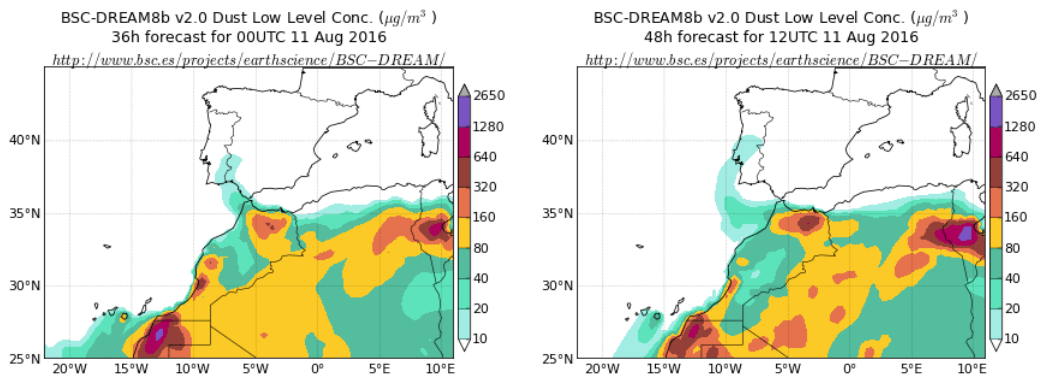 BSC-DREAM8b v2.0 Dust Low Level Conc. (μg/m³ )
36h forecast for 00UTC 11 Aug 2016
http://www.bsc.es/projects/earthscience/BSC−DREAM/
40°N
35°N
30°N
25°N
20°W
15°W
10°W
5°W
0°E
5°E
10°E
2650
1280
640
320
160
80
40
20
10
BSC-DREAM8b v2.0 Dust Low Level Conc. (μg/m³ )
48h forecast for 12UTC 11 Aug 2016
http://www.bsc.es/projects/earthscience/BSC−DREAM/
40°N
35°N
30°N
25°N
20°W
15°W
10°W
5°W
0°E
5°E
10°E
2650
1280
640
320
160
80
40
20
10